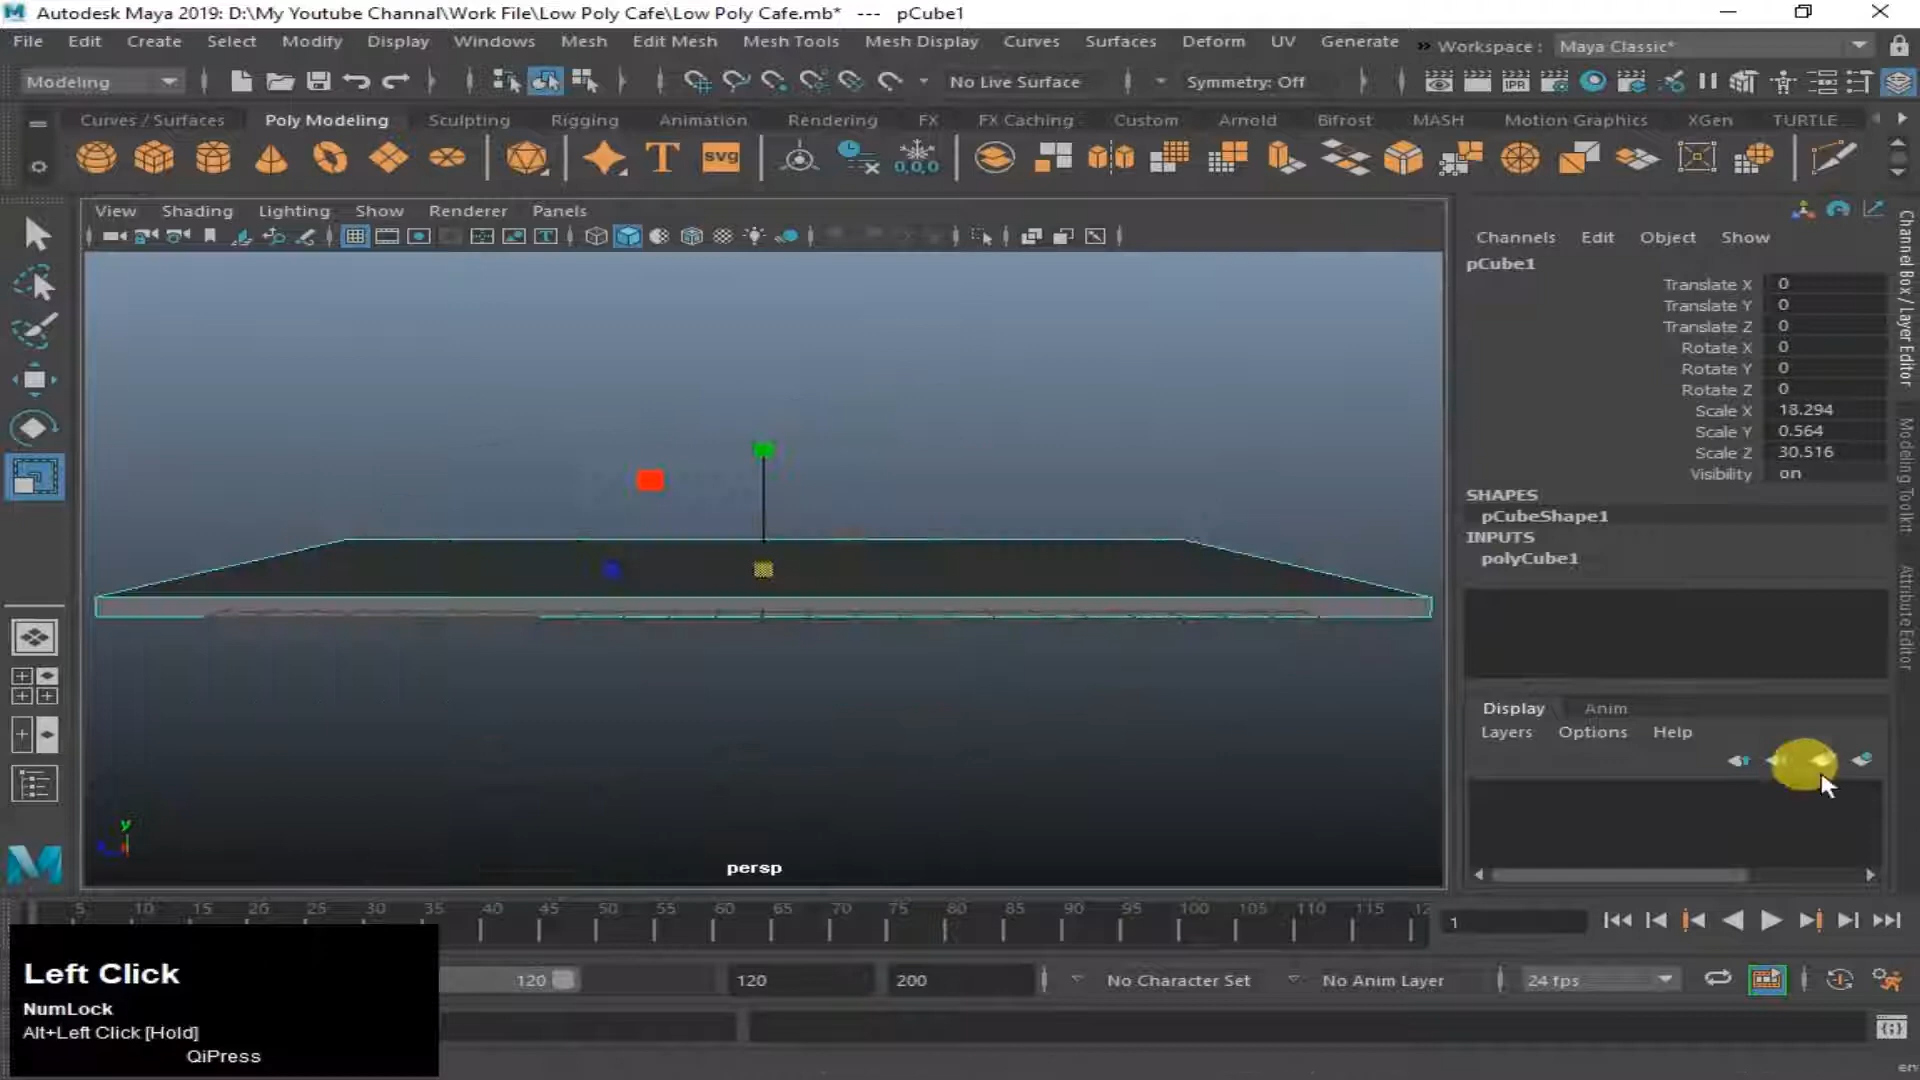 Autodesk Maya 2019: D:\My Youtube Channal\Work File\Low Poly Cafe\Low Poly Cafe.mb* --- pCube1
File Edit Create Select Modify Display Windows Mesh Edit Mesh Mesh Tools Mesh Display Curves Surfaces Deform UV Generate Workspace : Maya Classic*
Modeling No Live Surface Symmetry: Off
Curves / Surfaces Poly Modeling Sculpting Rigging Animation Rendering FX FX Caching Custom Arnold Bifrost MASH Motion Graphics XGen TURTLE
T SVG 0,0,0
View Shading Lighting Show Renderer Panels
Channels Edit Object Show
pCube1
Translate X 0
Translate Y 0
Translate Z 0
Rotate X 0
Rotate Y 0
Rotate Z 0
Scale X 18.294
Scale Y 0.564
Scale Z 30.516
Visibility on
SHAPES
pCubeShape1
INPUTS
polyCube1
Channel Box / Layer Editor
Modeling Toolkit
Attribute Editor
Display Anim
Layers Options Help
y
persp
5 10 15 20 25 30 35 40 45 50 55 60 65 70 75 80 85 90 95 100 105 110 115 12
1
120 120 200 No Character Set No Anim Layer 24 fps
Left Click
NumLock
Alt+Left Click [Hold]
QiPress
en